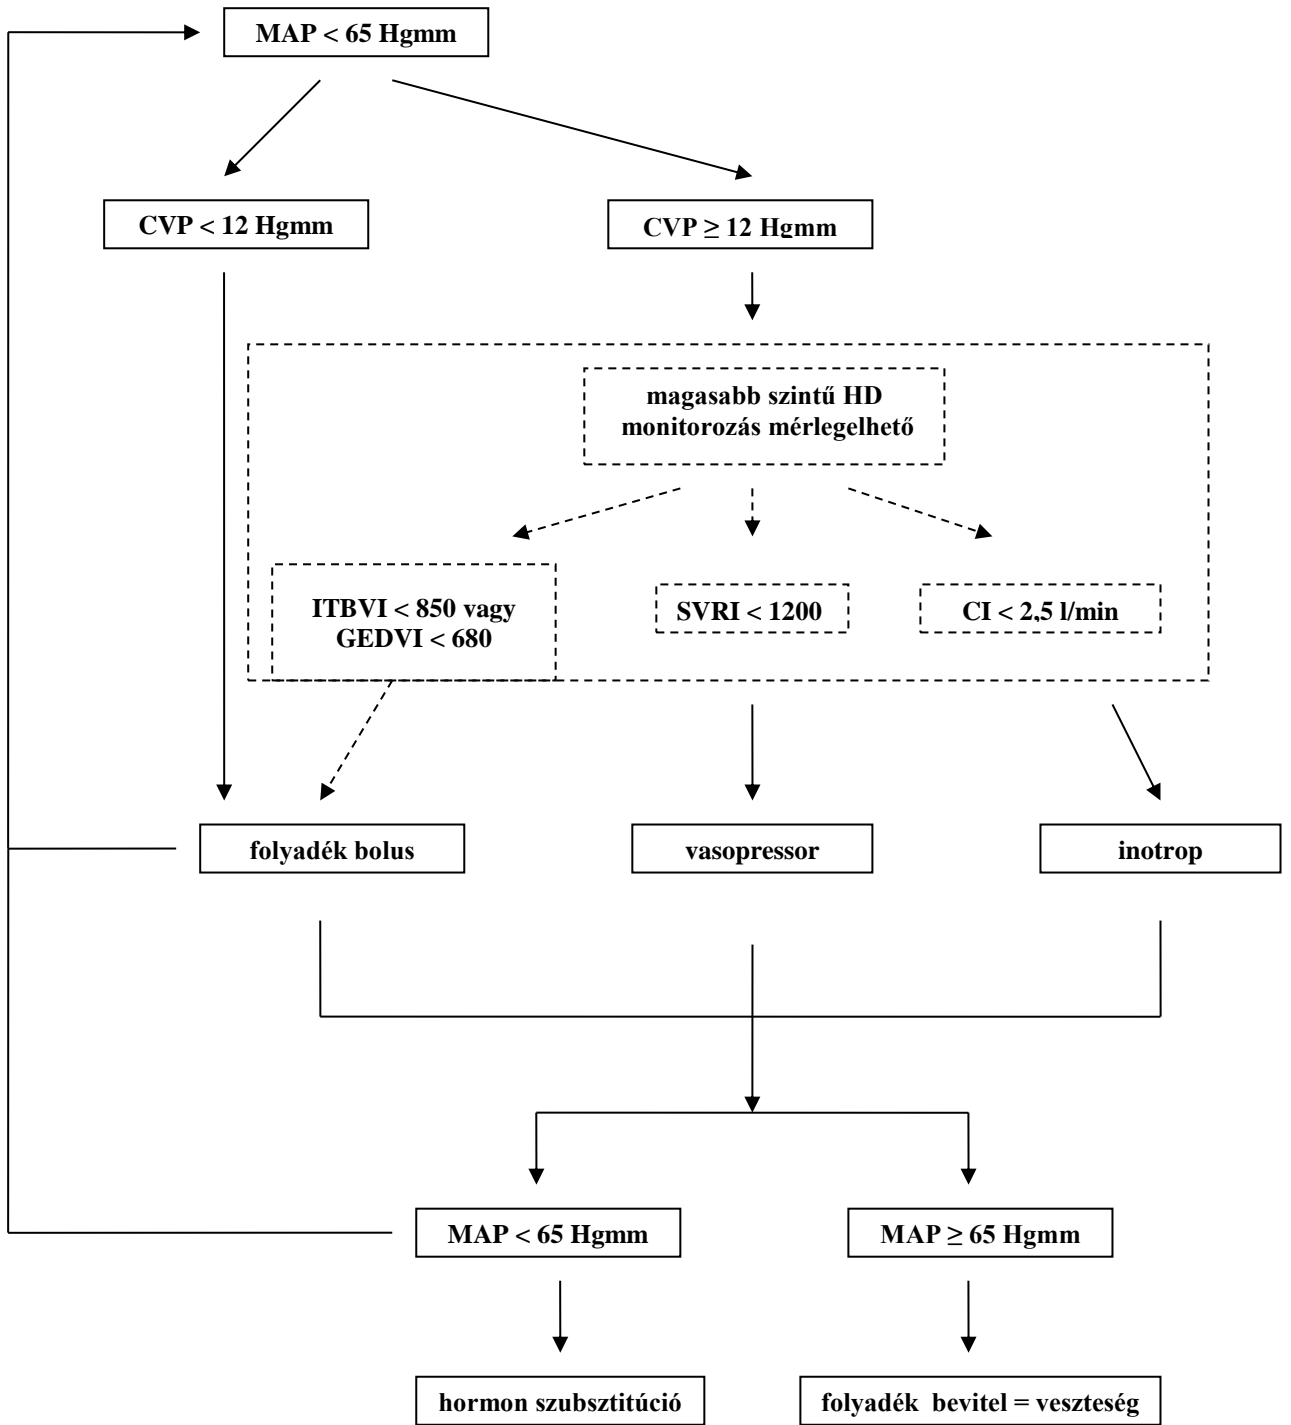 MAP < 65 Hgmm
CVP < 12 Hgmm
CVP ≥ 12 Hgmm
magasabb szintű HD
monitorozás mérlegelhető
ITBVI < 850 vagy
GEDVI < 680
SVRI < 1200
CI < 2,5 l/min
folyadék bolus
vasopressor
inotrop
MAP < 65 Hgmm
MAP ≥ 65 Hgmm
hormon szubsztitúció
folyadék bevitel = veszteség